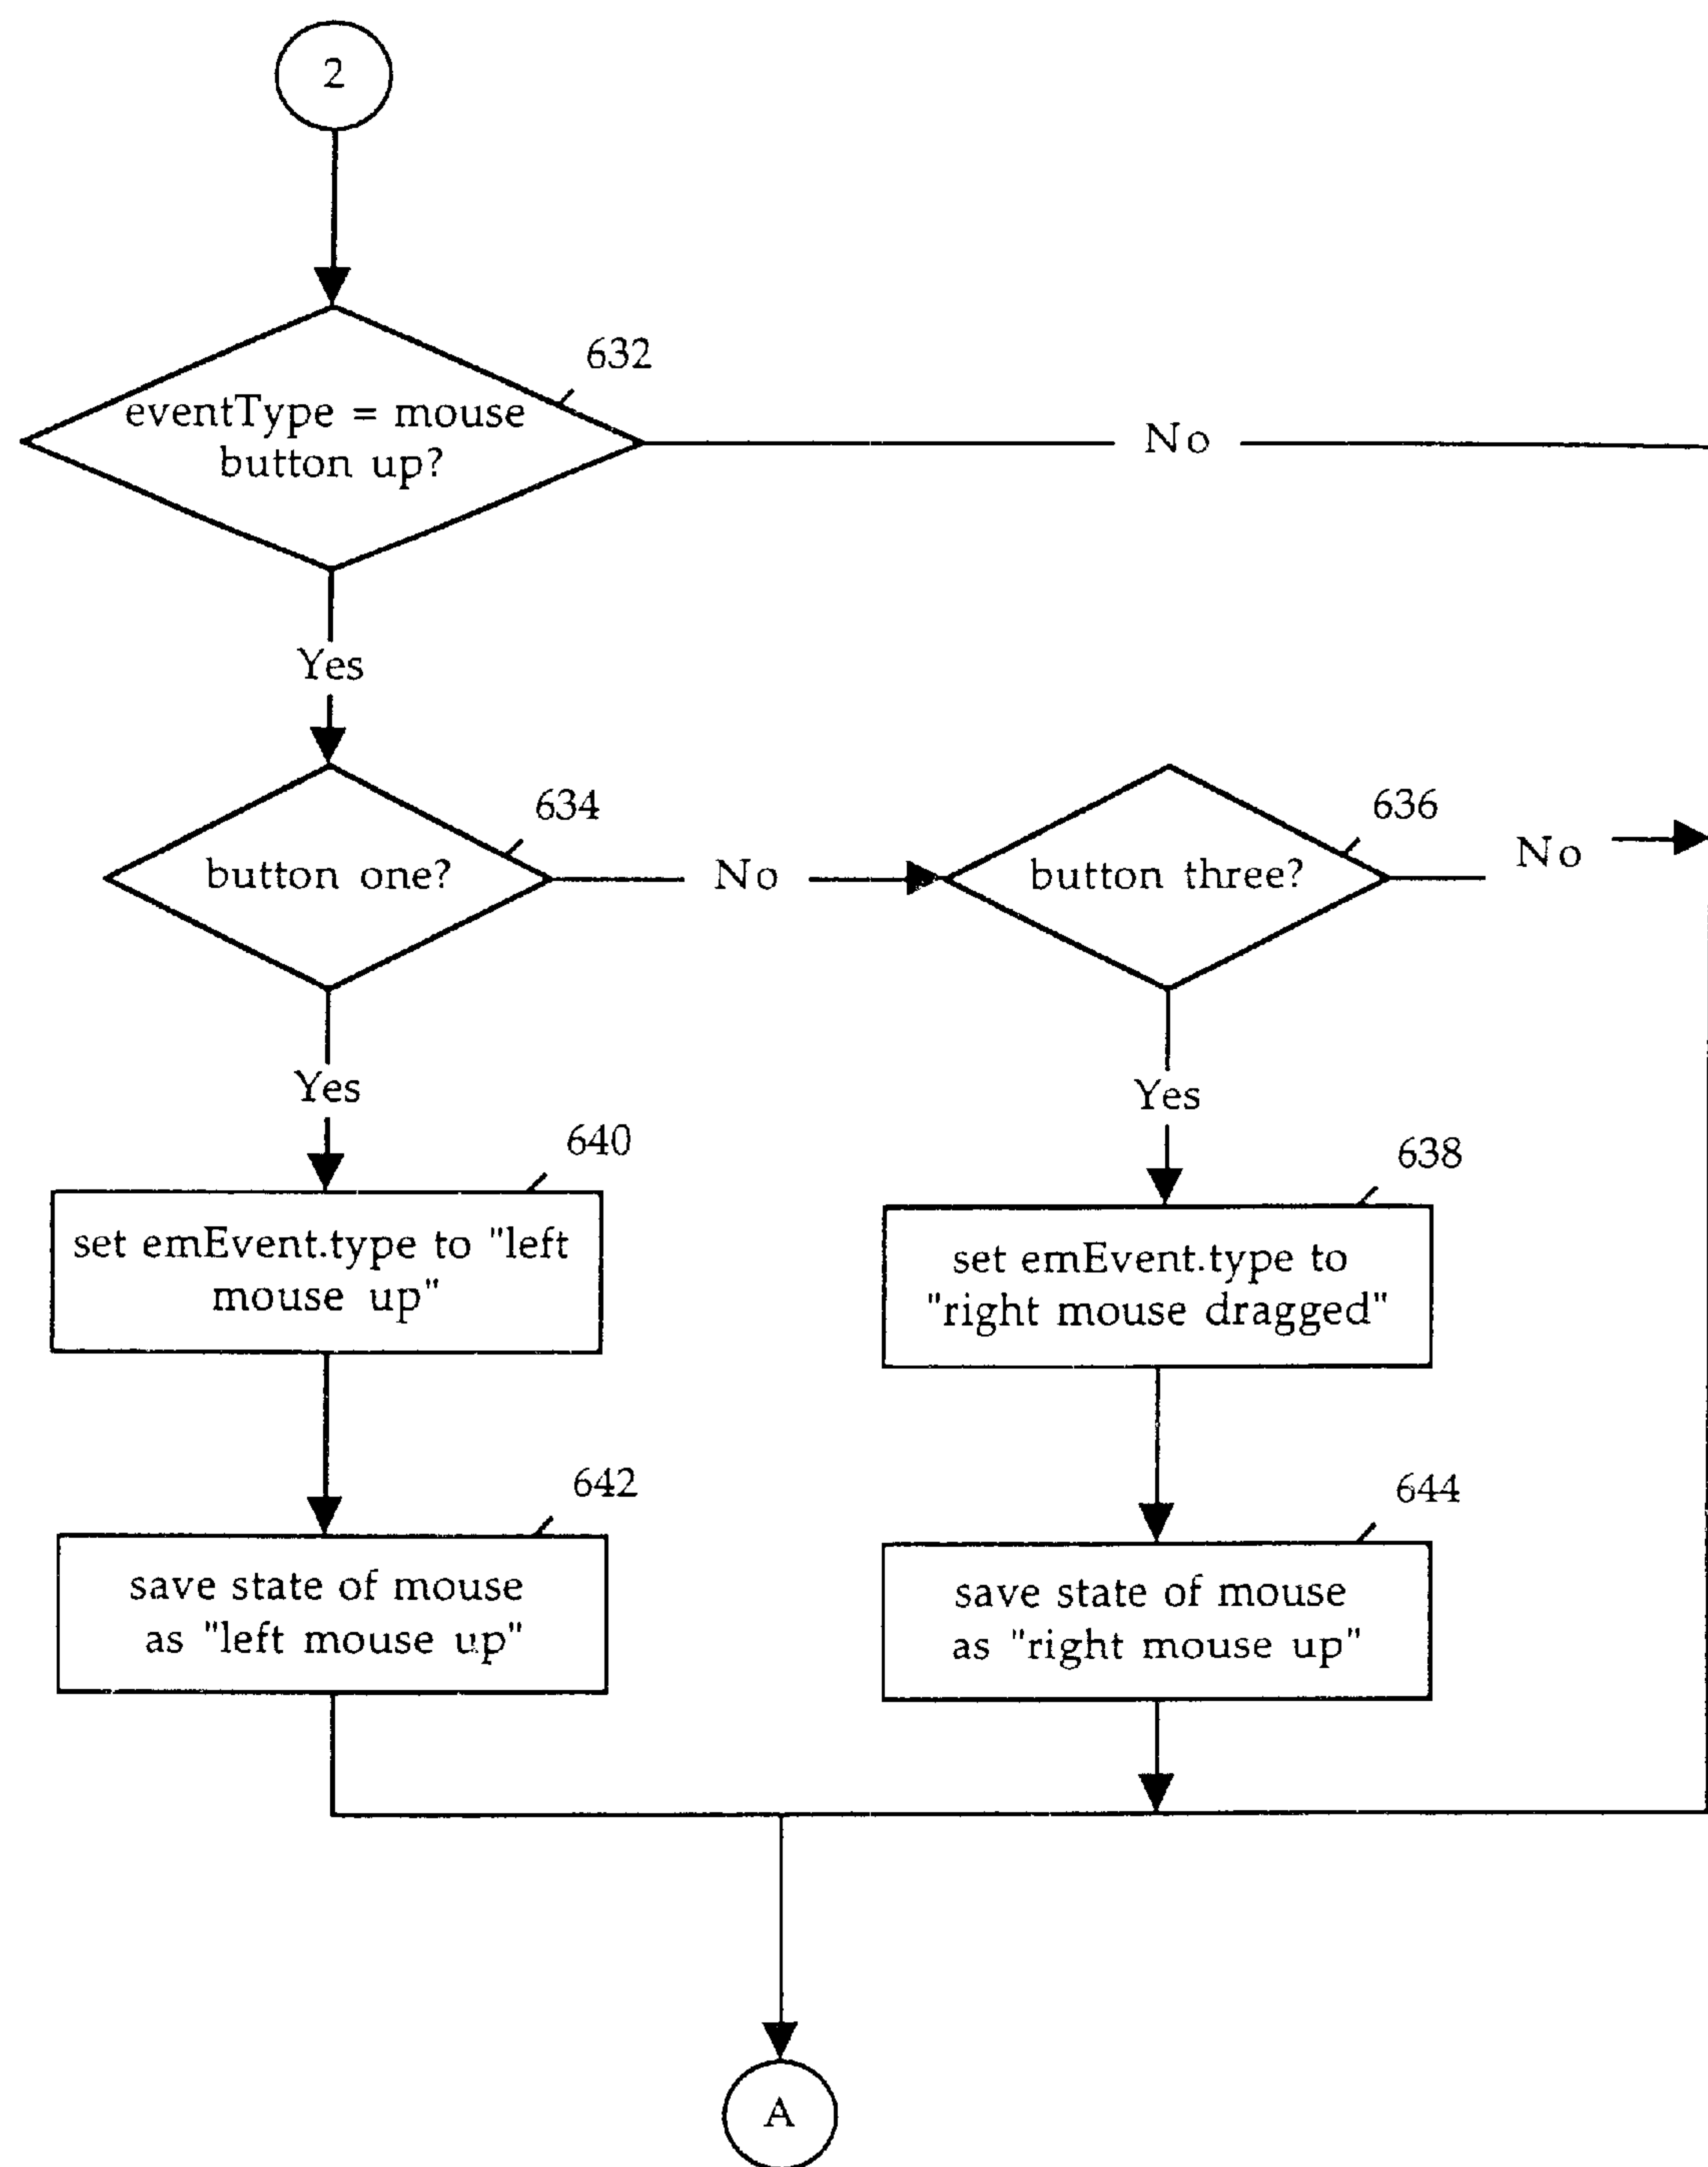 2
632
eventType = mouse
button up?
No
Yes
634
button one?
No
636
button three?
No
Yes
Yes
640
set emEvent.type to "left
mouse up"
638
set emEvent.type to
"right mouse dragged"
642
save state of mouse
as "left mouse up"
644
save state of mouse
as "right mouse up"
A